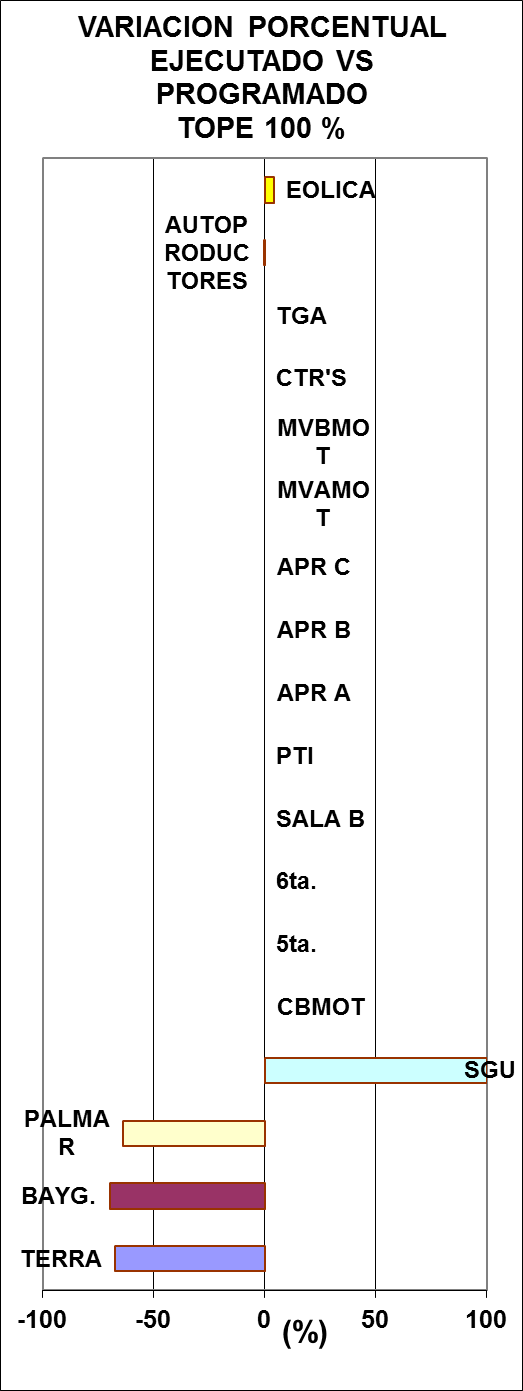 VARIACION PORCENTUAL
EJECUTADO VS
PROGRAMADO
TOPE 100 %
EOLICA
AUTOP
RODUC
TORES
TGA
CTR'S
MVBMO
T
MVAMO
T
APR C
APR B
APR A
PTI
SALA B
6ta.
5ta.
CBMOT
SGU
PALMA
R
BAYG.
TERRA
-100 -50 0 50 100
(%)